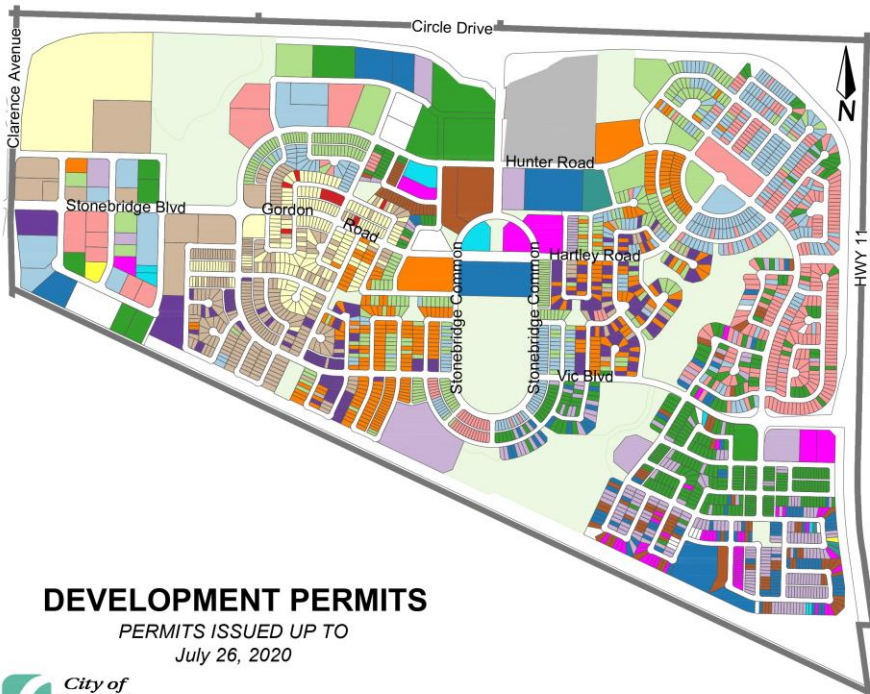 Circle Drive
Clarence Avenue
N
Hunter Road
Stonebridge Blvd
Gordon
Road
Hartley Road
HWY 11
Stonebridge Common
Stonebridge Common
Vic Blvd
DEVELOPMENT PERMITS
PERMITS ISSUED UP TO
July 26, 2020
City of